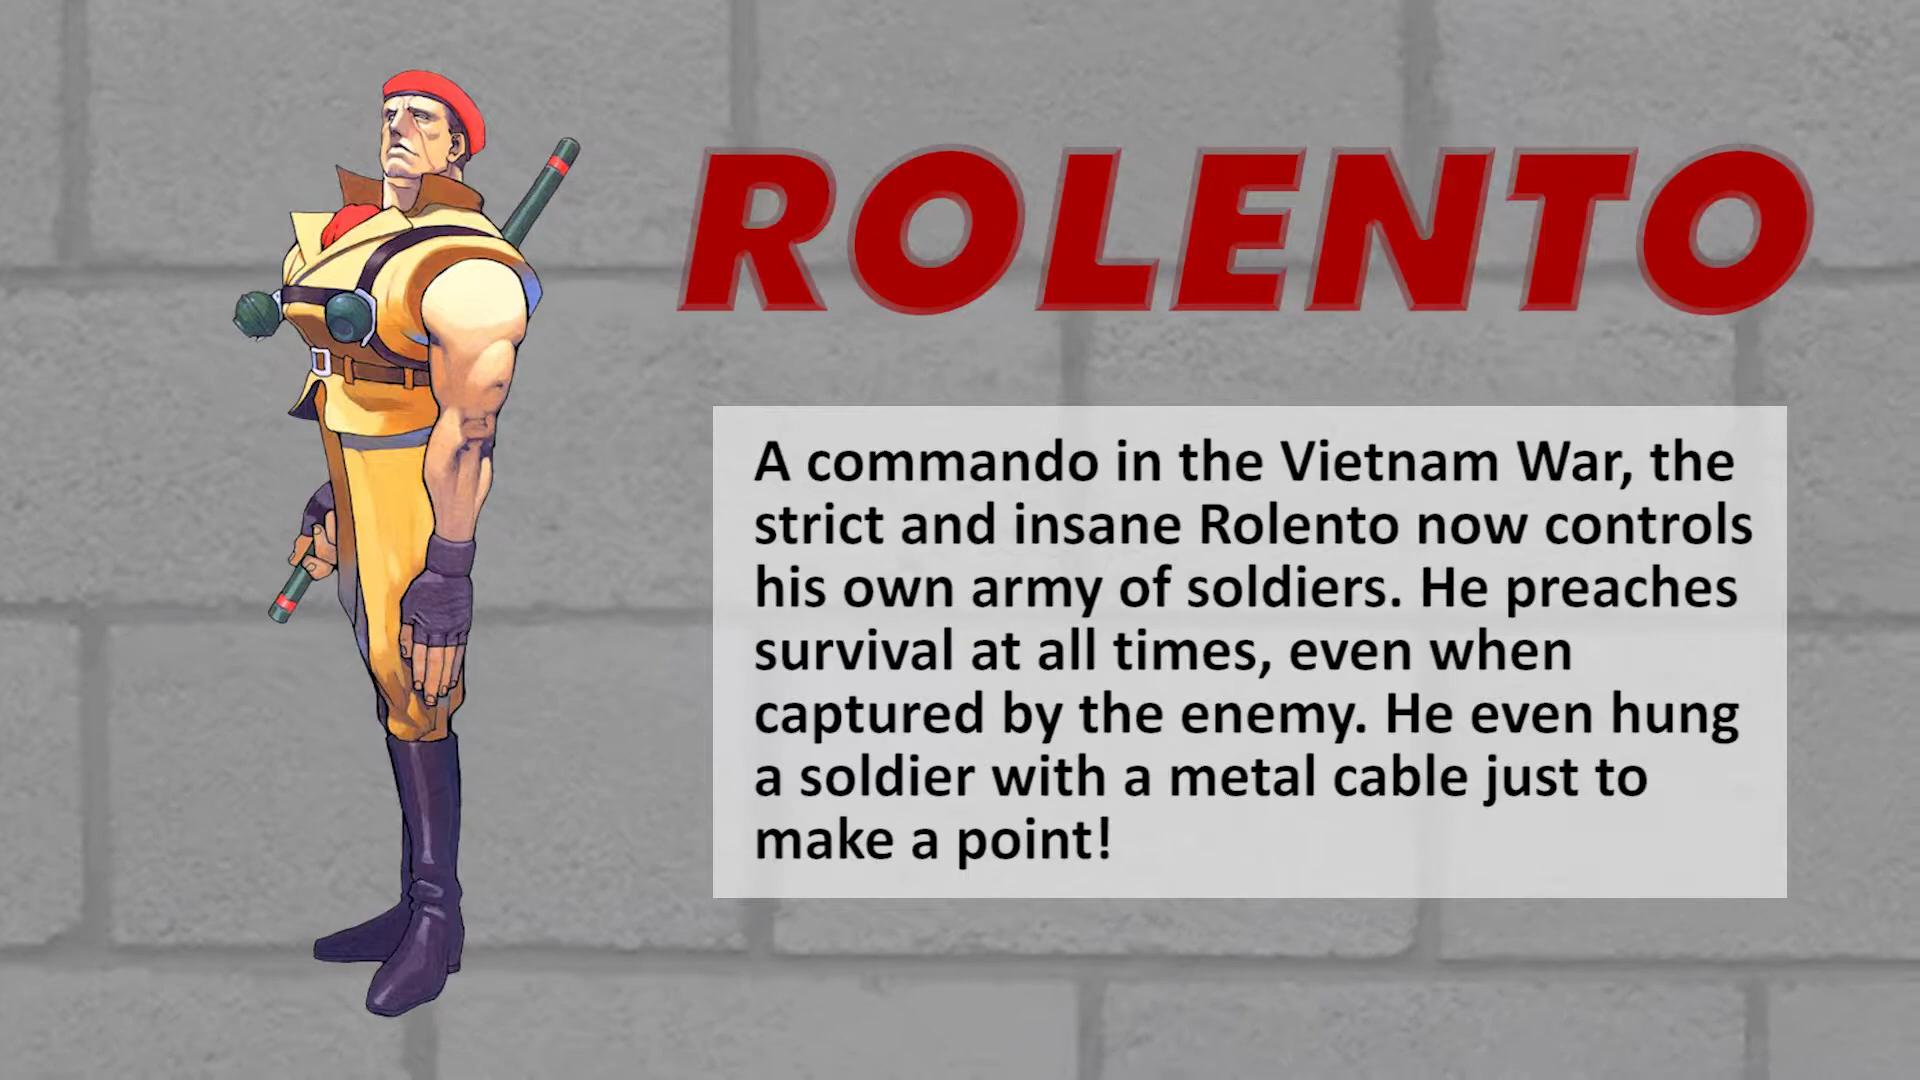 ROLENTO
A commando in the Vietnam War, the
strict and insane Rolento now controls
his own army of soldiers. He preaches
survival at all times, even when
captured by the enemy. He even hung
a soldier with a metal cable just to
make a point!